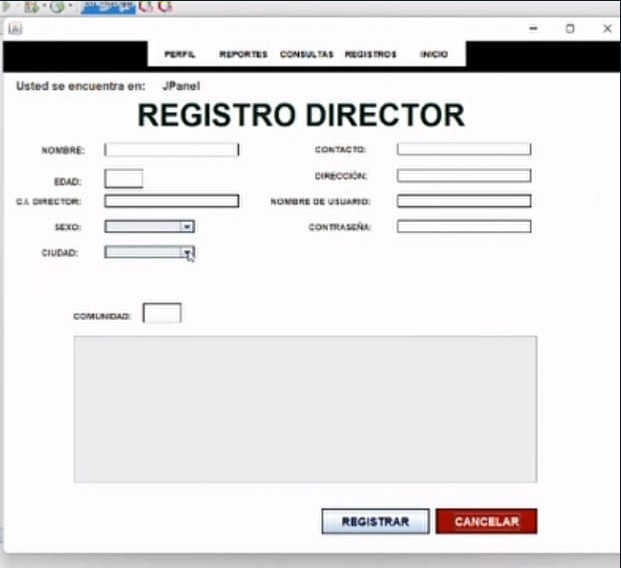 PERFIL REPORTES CONSULTAS REGISTROS INICIO
Usted se encuentra en: JPanel
REGISTRO DIRECTOR
NOMBRE: CONTACTO:
EDAD: DIRECCIÓN:
C.I. DIRECTOR: NOMBRE DE USUARIO:
SEXO: CONTRASEÑA:
CIUDAD:
COMUNIDAD:
REGISTRAR CANCELAR